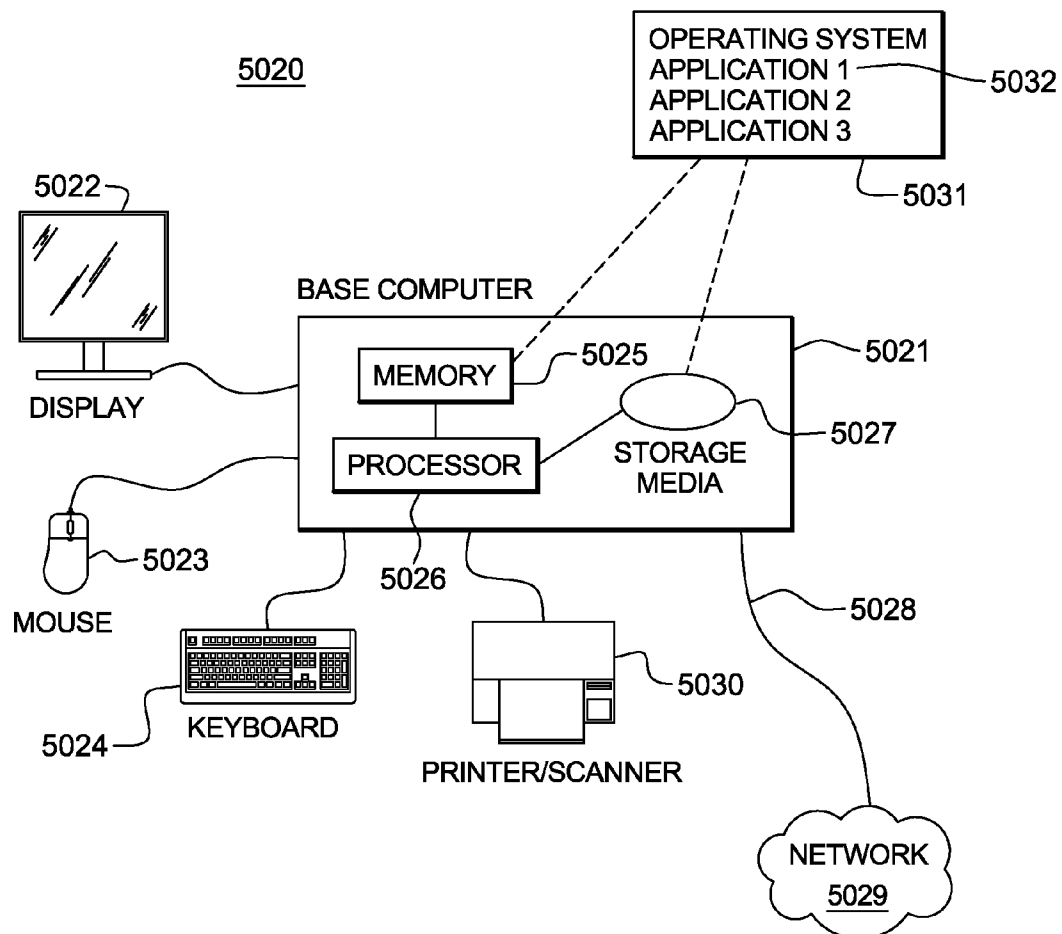 OPERATING SYSTEM
APPLICATION 1
APPLICATION 2
APPLICATION 3
5032
5031
5020
5022
DISPLAY
BASE COMPUTER
MEMORY
5025
PROCESSOR
5026
STORAGE
MEDIA
5027
5021
5023
MOUSE
5024
KEYBOARD
5030
PRINTER/SCANNER
5028
NETWORK
5029